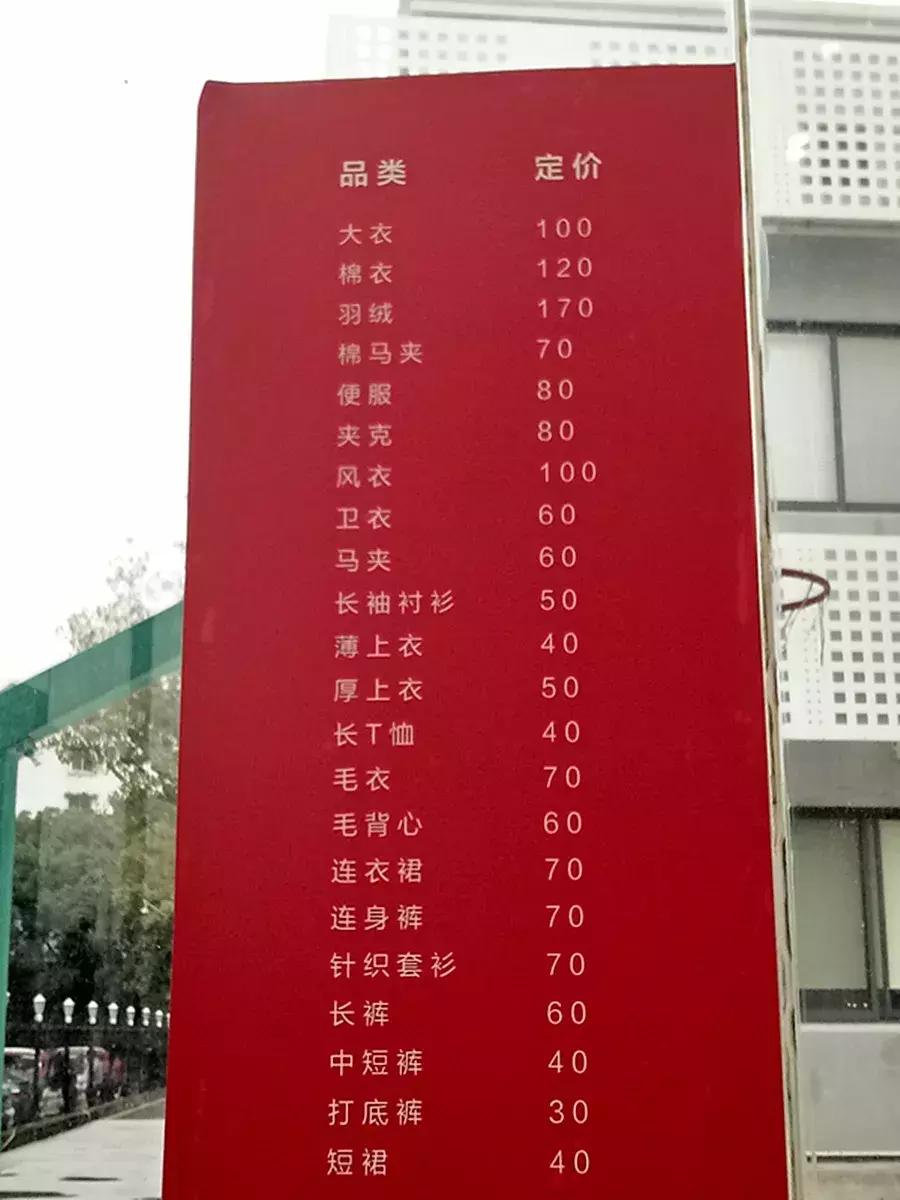 品类 定价
大衣 100
棉衣 120
羽绒 170
棉马夹 70
便服 80
夹克 80
风衣 100
卫衣 60
马夹 60
长袖衬衫 50
薄上衣 40
厚上衣 50
长T恤 40
毛衣 70
毛背心 60
连衣裙 70
连身裤 70
针织套衫 70
长裤 60
中短裤 40
打底裤 30
短裙 40